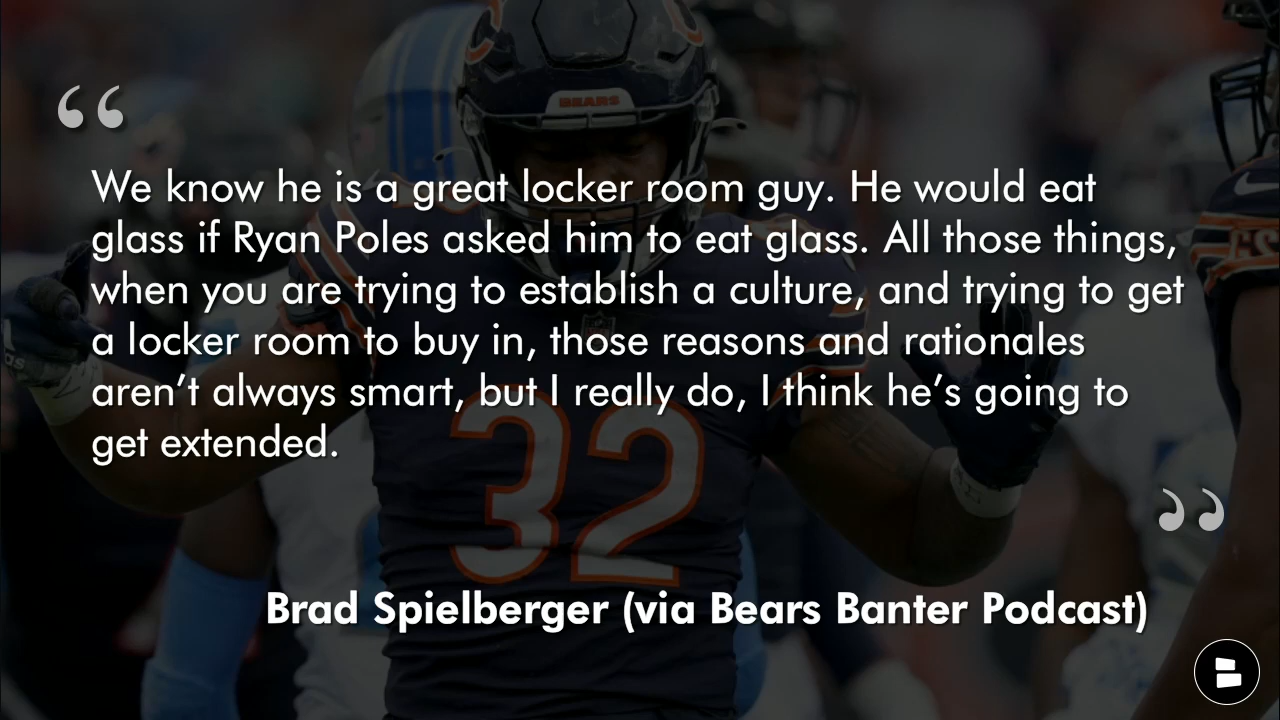 BEARS
“
We know he is a great locker room guy. He would eat
glass if Ryan Poles asked him to eat glass. All those things,
when you are trying to establish a culture, and trying to get
a locker room to buy in, those reasons and rationales
aren’t always smart, but I really do, I think he’s going to
get extended.
”
32
Brad Spielberger (via Bears Banter Podcast)